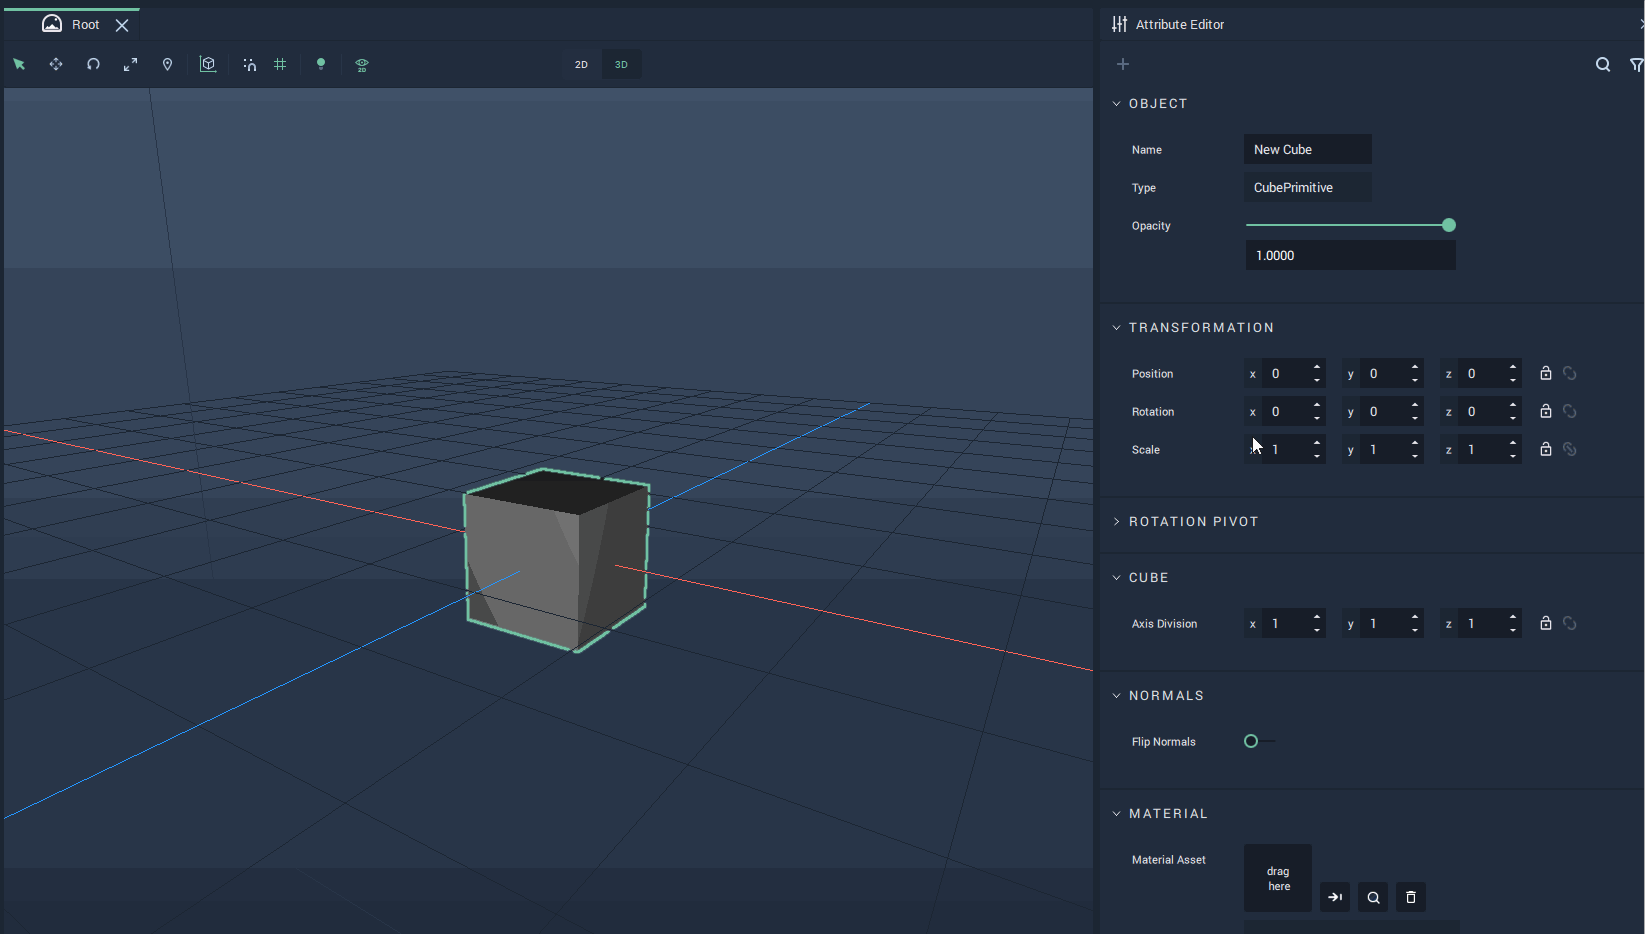 Root
Attribute Editor
2D
2D 3D
OBJECT
Name New Cube
Type CubePrimitive
Opacity
1.0000
TRANSFORMATION
Position x 0 y 0 z 0
Rotation x 0 y 0 z 0
Scale 1 y 1 z 1
ROTATION PIVOT
CUBE
Axis Division x 1 y 1 z 1
NORMALS
Flip Normals
MATERIAL
Material Asset
drag
here